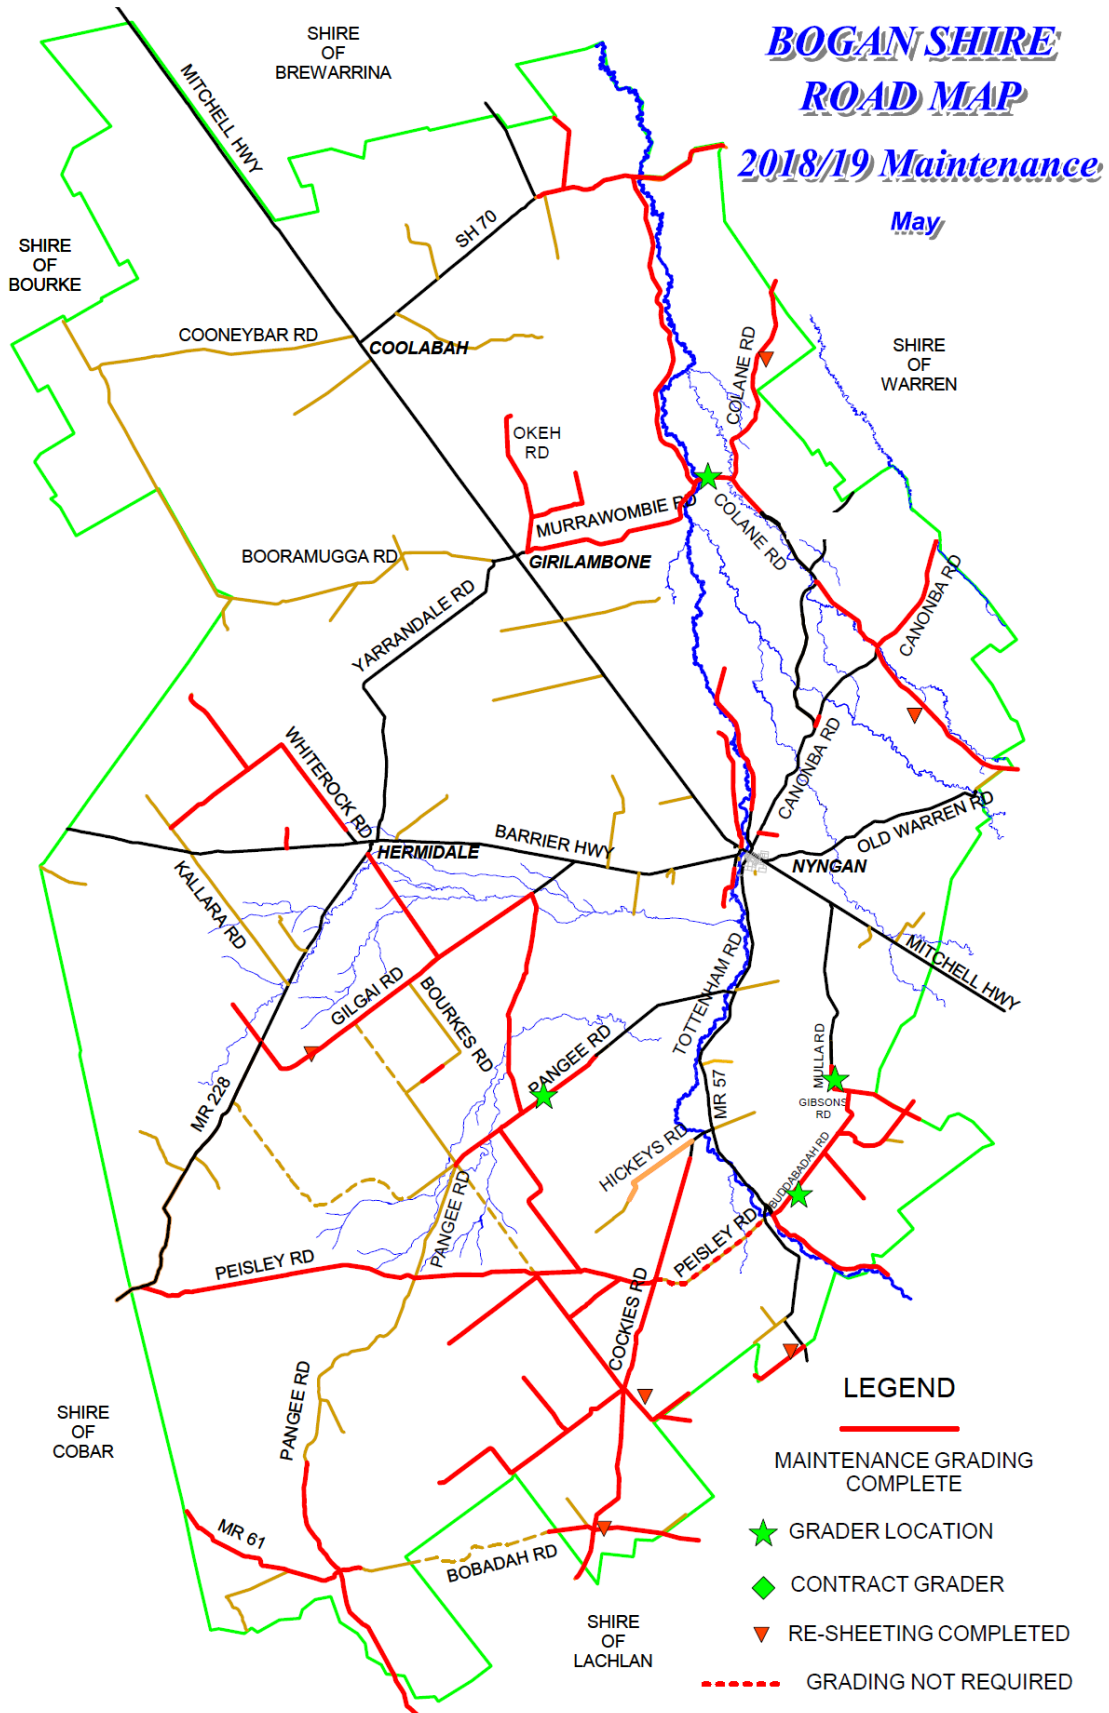 BOGAN SHIRE
ROAD MAP
2018/19 Maintenance
May
SHIRE
OF
BREWARRINA
MITCHELL HWY
SH 70
SHIRE
OF
BOURKE
COONEYBAR RD
COOLABAH
SHIRE
OF
WARREN
COLANE RD
OKEH
RD
MURRAWOMBIE RD
COLANE RD
BOORAMUGGA RD
GIRILAMBONE
CANONBA RD
YARRANDALE RD
WHITEROCK RD
CANONBA RD
OLD WARREN RD
BARRIER HWY
HERMIDALE
NYNGAN
KALLARA RD
MITCHELL HWY
TOTTENHAM RD
GILGAI RD
BOURKES RD
PANGEE RD
MULLA RD
MR 57
GIBSONS
RD
MR 228
HICKEYS RD
BUDDABADAH RD
PANGEE RD
PEISLEY RD
PEISLEY RD
COCKIES RD
PANGEE RD
SHIRE
OF
COBAR
MR 61
BOBADAH RD
SHIRE
OF
LACHLAN
LEGEND
MAINTENANCE GRADING
COMPLETE
GRADER LOCATION
CONTRACT GRADER
RE-SHEETING COMPLETED
GRADING NOT REQUIRED